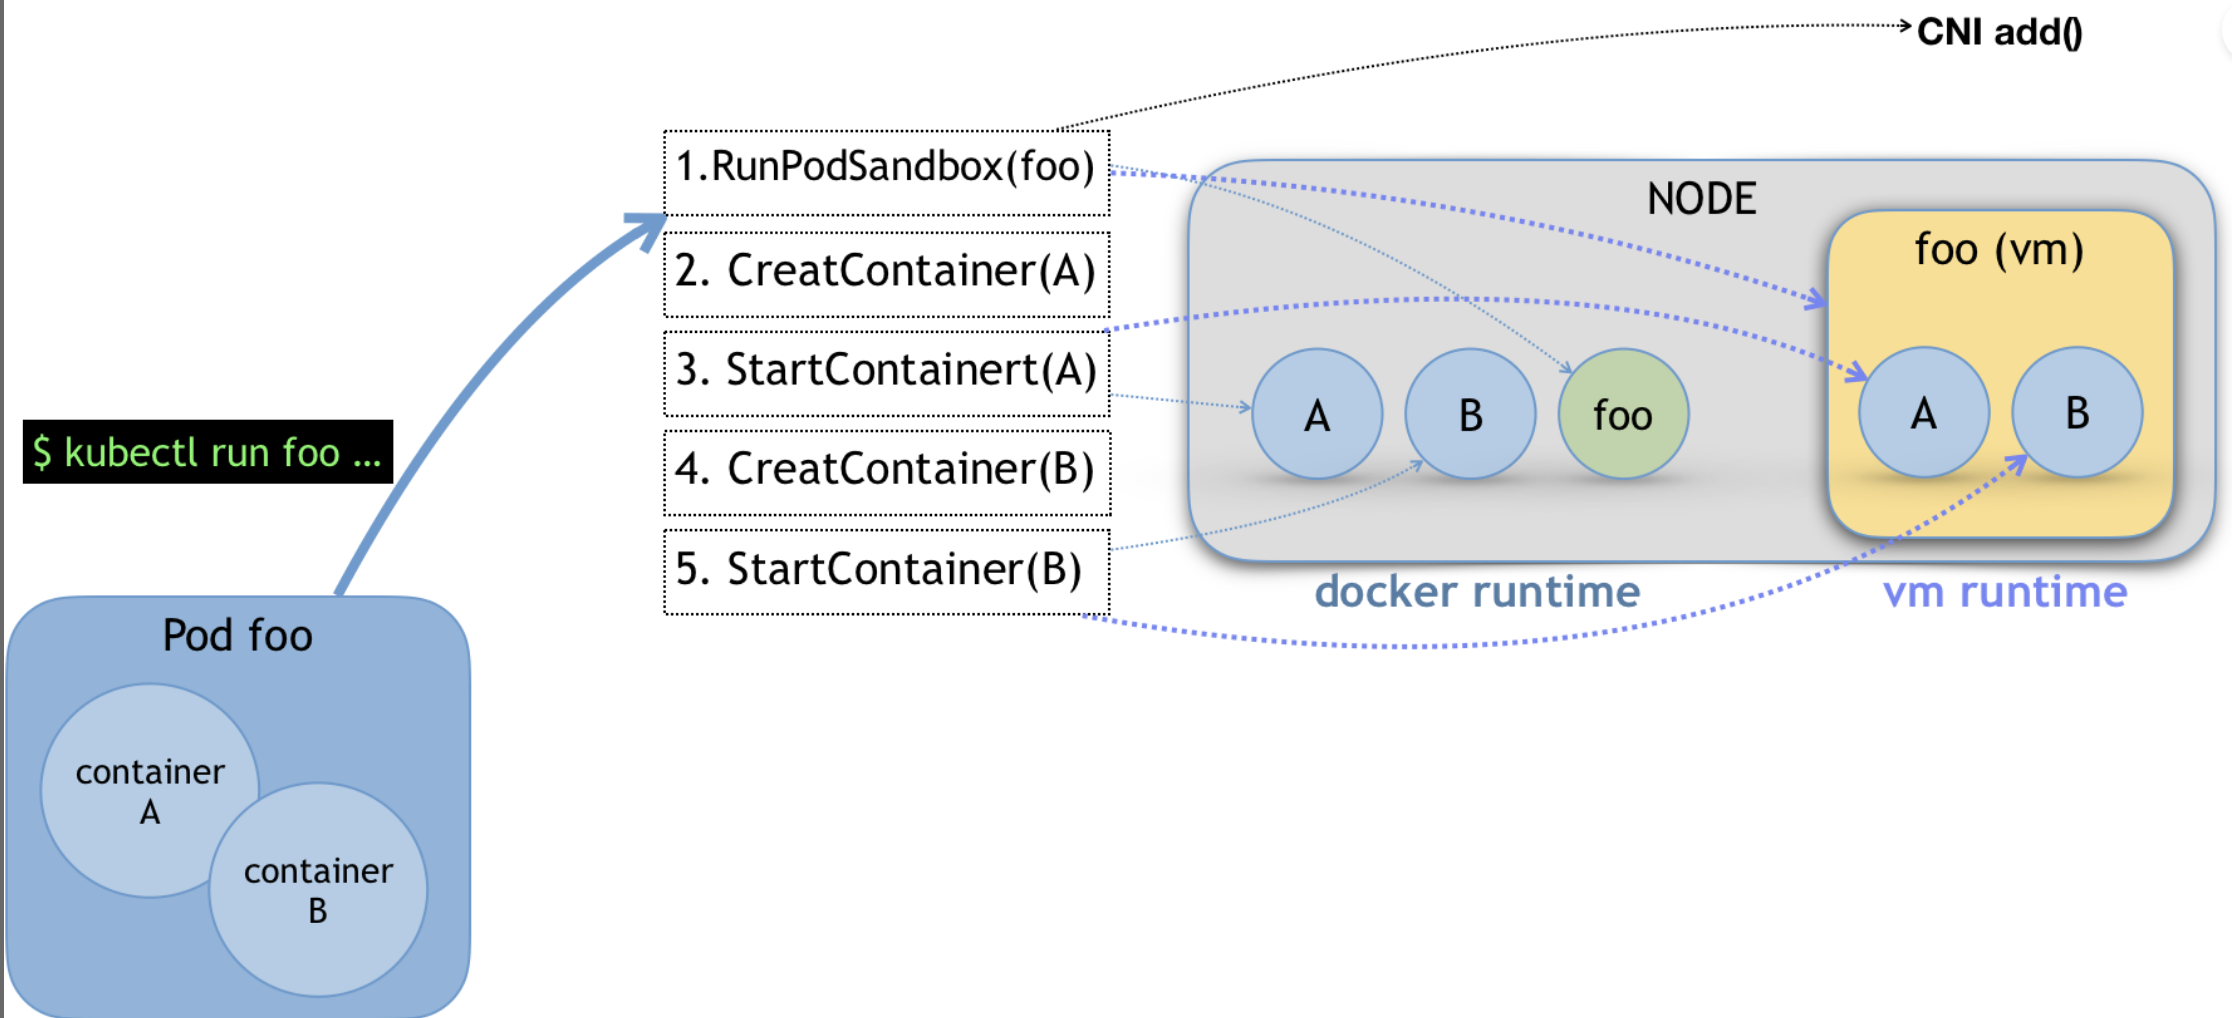 CNI add()
1.RunPodSandbox(foo)
2. CreatContainer(A)
3. StartContainert(A)
4. CreatContainer(B)
5. StartContainer(B)
NODE
foo (vm)
A
B
foo
A
B
docker runtime
vm runtime
$ kubectl run foo ...
Pod foo
container
A
container
B